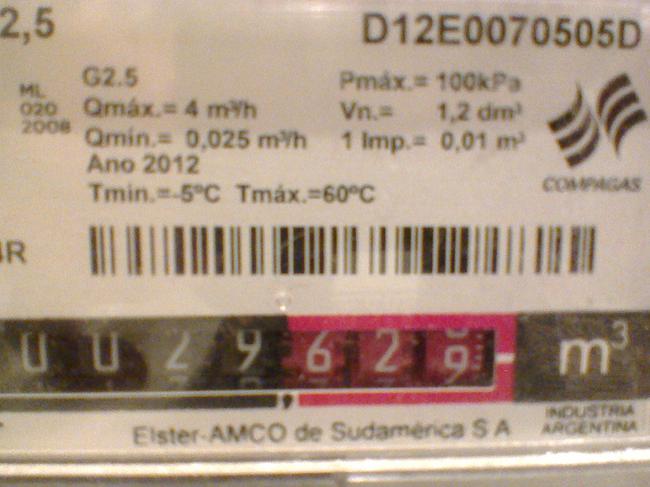 2,5 D12E0070505D
ML
020
2008
G2.5
Qmáx.= 4 m³/h
Qmín.= 0,025 m³/h
Ano 2012
Tmin.=-5ºC Tmáx.=60ºC
Pmáx.= 100kPa
Vn.= 1,2 dm³
1 Imp.= 0,01 m³
COMPAGAS
R
0 0 2 9 , 6 2 9 m³
Elster-AMCO de Sudamérica S A
INDUSTRIA
ARGENTINA